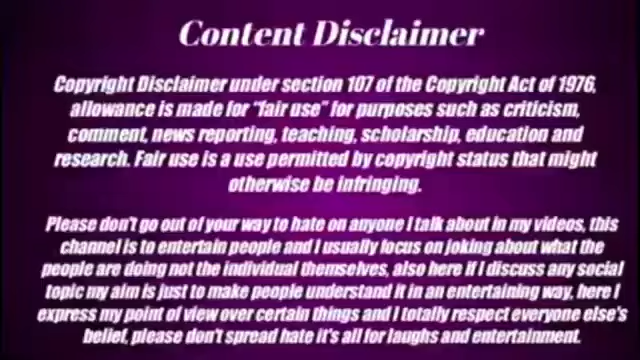 Content Disclaimer
Copyright Disclaimer under section 107 of the Copyright Act of 1976,
allowance is made for "fair use" for purposes such as criticism,
comment, news reporting, teaching, scholarship, education and
research. Fair use is a use permitted by copyright status that might
otherwise be infringing.
Please don't go out of your way to hate on anyone I talk about in my videos, this
channel is to entertain people and I usually focus on joking about what the
people are doing not the individual themselves, also here if I discuss any social
topic my aim is just to make people understand it in an entertaining way, here I
express my point of view over certain things and I totally respect everyone else's
belief, please don't spread hate it's all for laughs and entertainment.